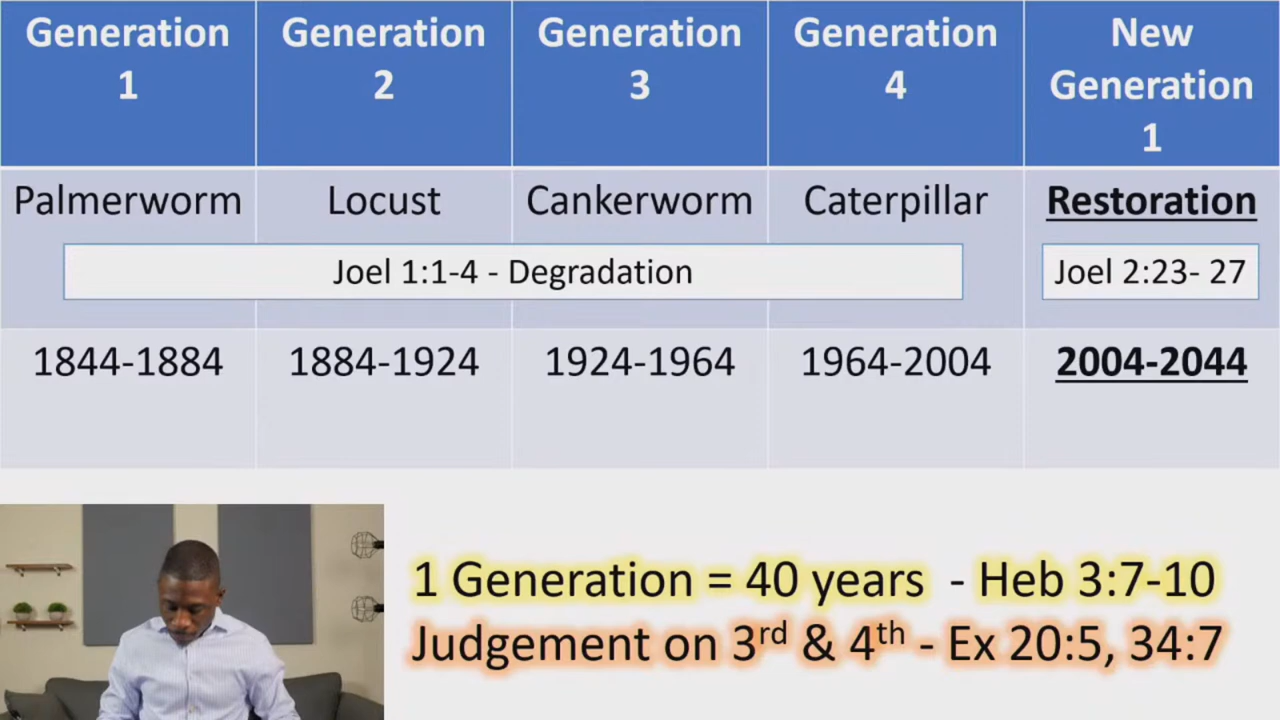 Generation
1
Generation
2
Generation
3
Generation
4
New
Generation
1
Palmerworm
Locust
Cankerworm
Caterpillar
Restoration
Joel 1:1-4 - Degradation
Joel 2:23- 27
1844-1884
1884-1924
1924-1964
1964-2004
2004-2044
1 Generation = 40 years - Heb 3:7-10
Judgement on 3rd & 4th - Ex 20:5, 34:7